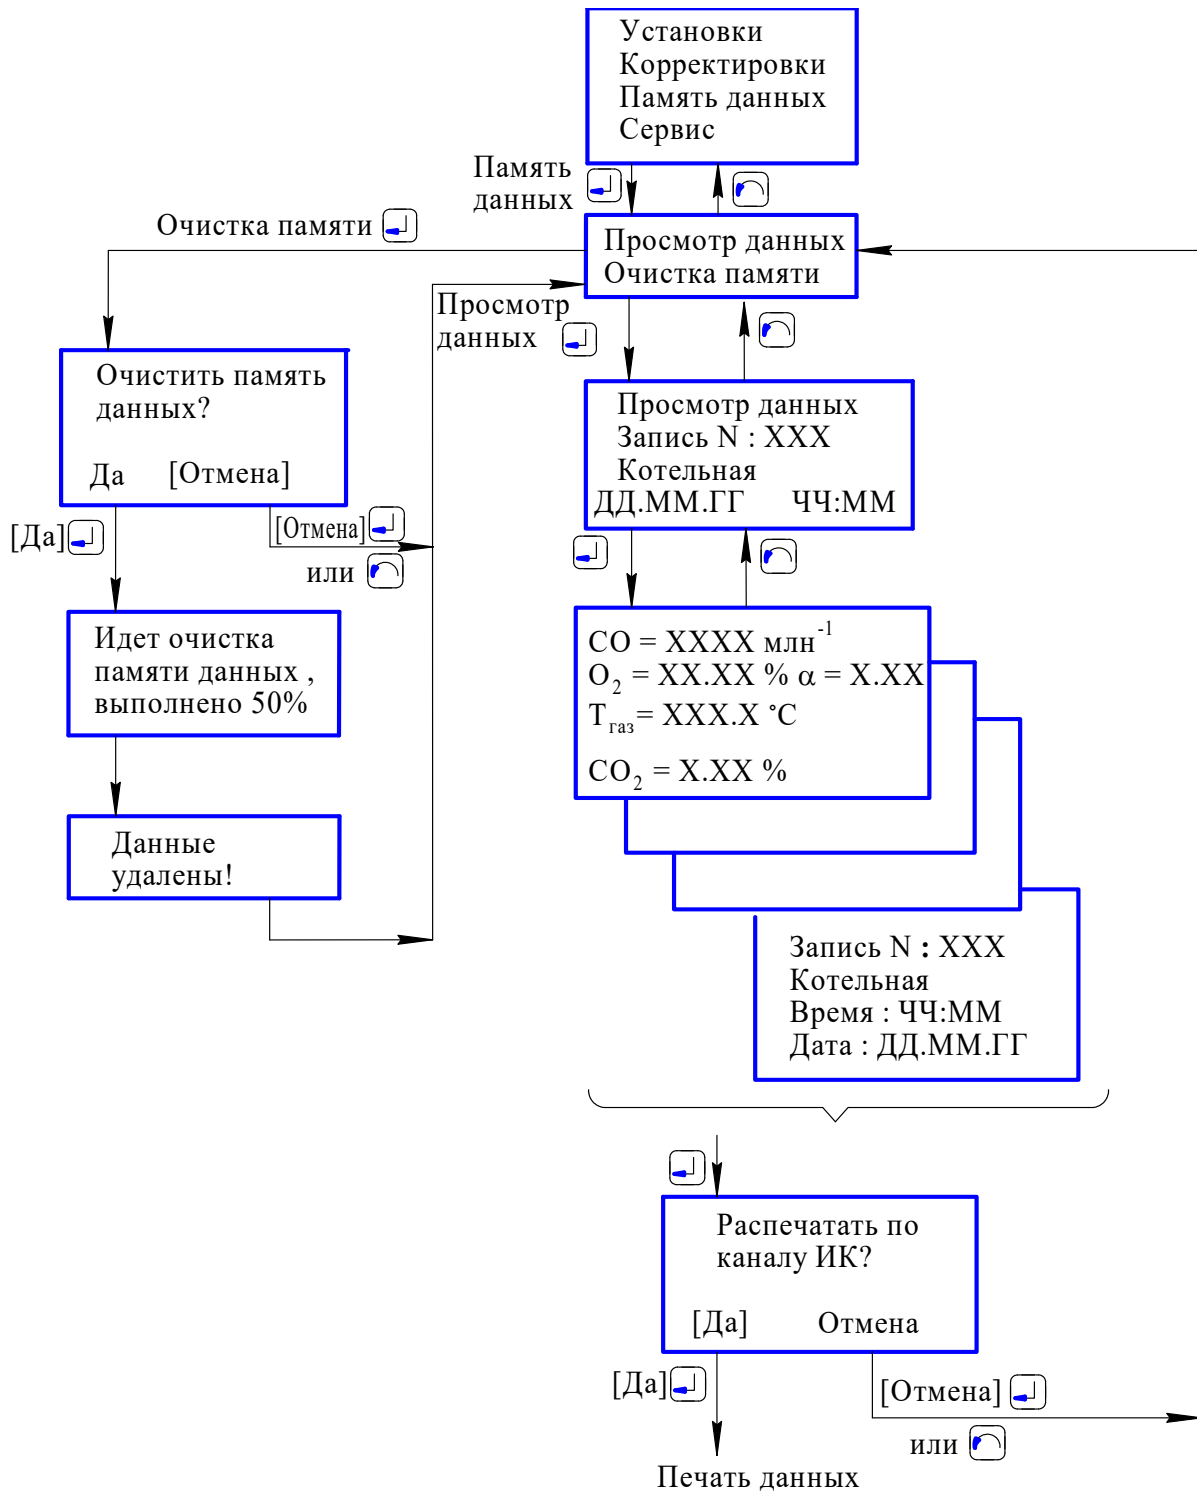 Установки
Корректировки
Память данных
Сервис
Память
данных
Очистка памяти
Просмотр данных
Очистка памяти
Просмотр
данных
Очистить память
данных?
Да [Отмена]
[Да]
[Отмена]
или
Просмотр данных
Запись N : XXX
Котельная
ДД.ММ.ГГ ЧЧ:ММ
Идет очистка
памяти данных ,
выполнено 50%
Данные
удалены!
CO = XXXX млн⁻¹
O₂ = XX.XX % α = X.XX
Tгаз= XXX.X °C
CO₂ = X.XX %
Запись N : XXX
Котельная
Время : ЧЧ:ММ
Дата : ДД.ММ.ГГ
Распечатать по
каналу ИК?
[Да] Отмена
[Да]
[Отмена]
или
Печать данных